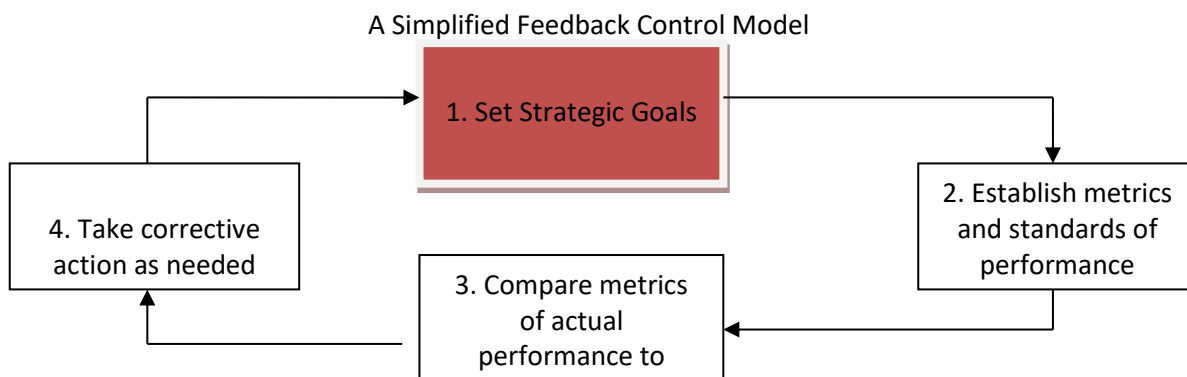 A Simplified Feedback Control Model
1. Set Strategic Goals
2. Establish metrics
and standards of
performance
3. Compare metrics
of actual
performance to
4. Take corrective
action as needed